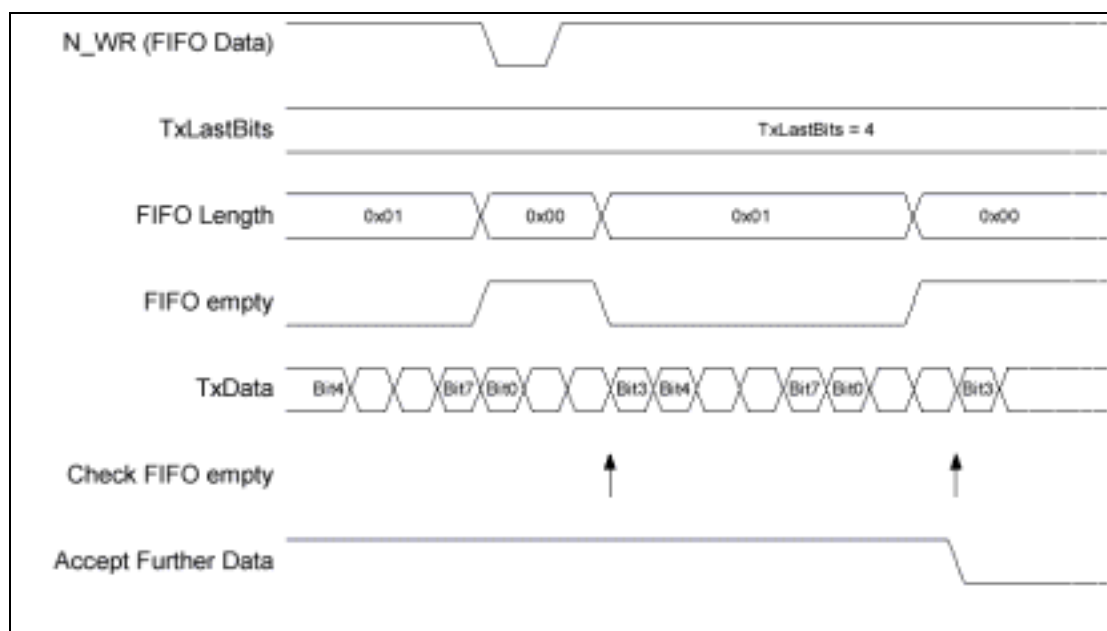 N_WR (FIFO Data)
TxLastBits
TxLastBits = 4
FIFO Length
0x01 0x00 0x01 0x00
FIFO empty
TxData
Bit4 Bit7 Bit0 Bit3 Bit4 Bit7 Bit0 Bit3
Check FIFO empty
Accept Further Data